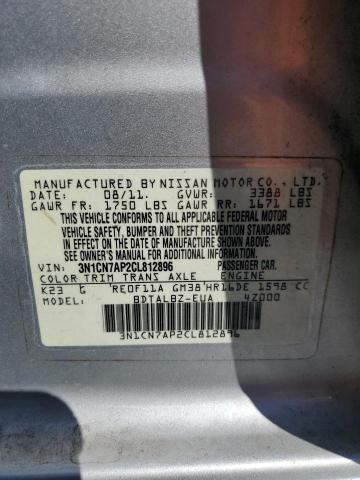 MANUFACTURED BY NISSAN MOTOR CO., LTD.
DATE: 08/11. GVWR: 3388 LBS
GAWR FR: 1750 LBS GAWR RR: 1671 LBS
THIS VEHICLE CONFORMS TO ALL APPLICABLE FEDERAL MOTOR
VEHICLE SAFETY, BUMPER AND THEFT PREVENTION STANDARDS
IN EFFECT ON THE DATE OF MANUFACTURE SHOWN ABOVE.
SEE OWNER'S MANUAL FOR ADDITIONAL INFORMATION.
VIN: 3N1CN7AP2CL812896 PASSENGER CAR.
COLOR TRIM TRANS AXLE ENGINE
K23 G RE0F11A GM38 HR16DE 1598 CC
MODEL: BDTALBZ-EUA 4Z000
3N1CN7AP2CL812896